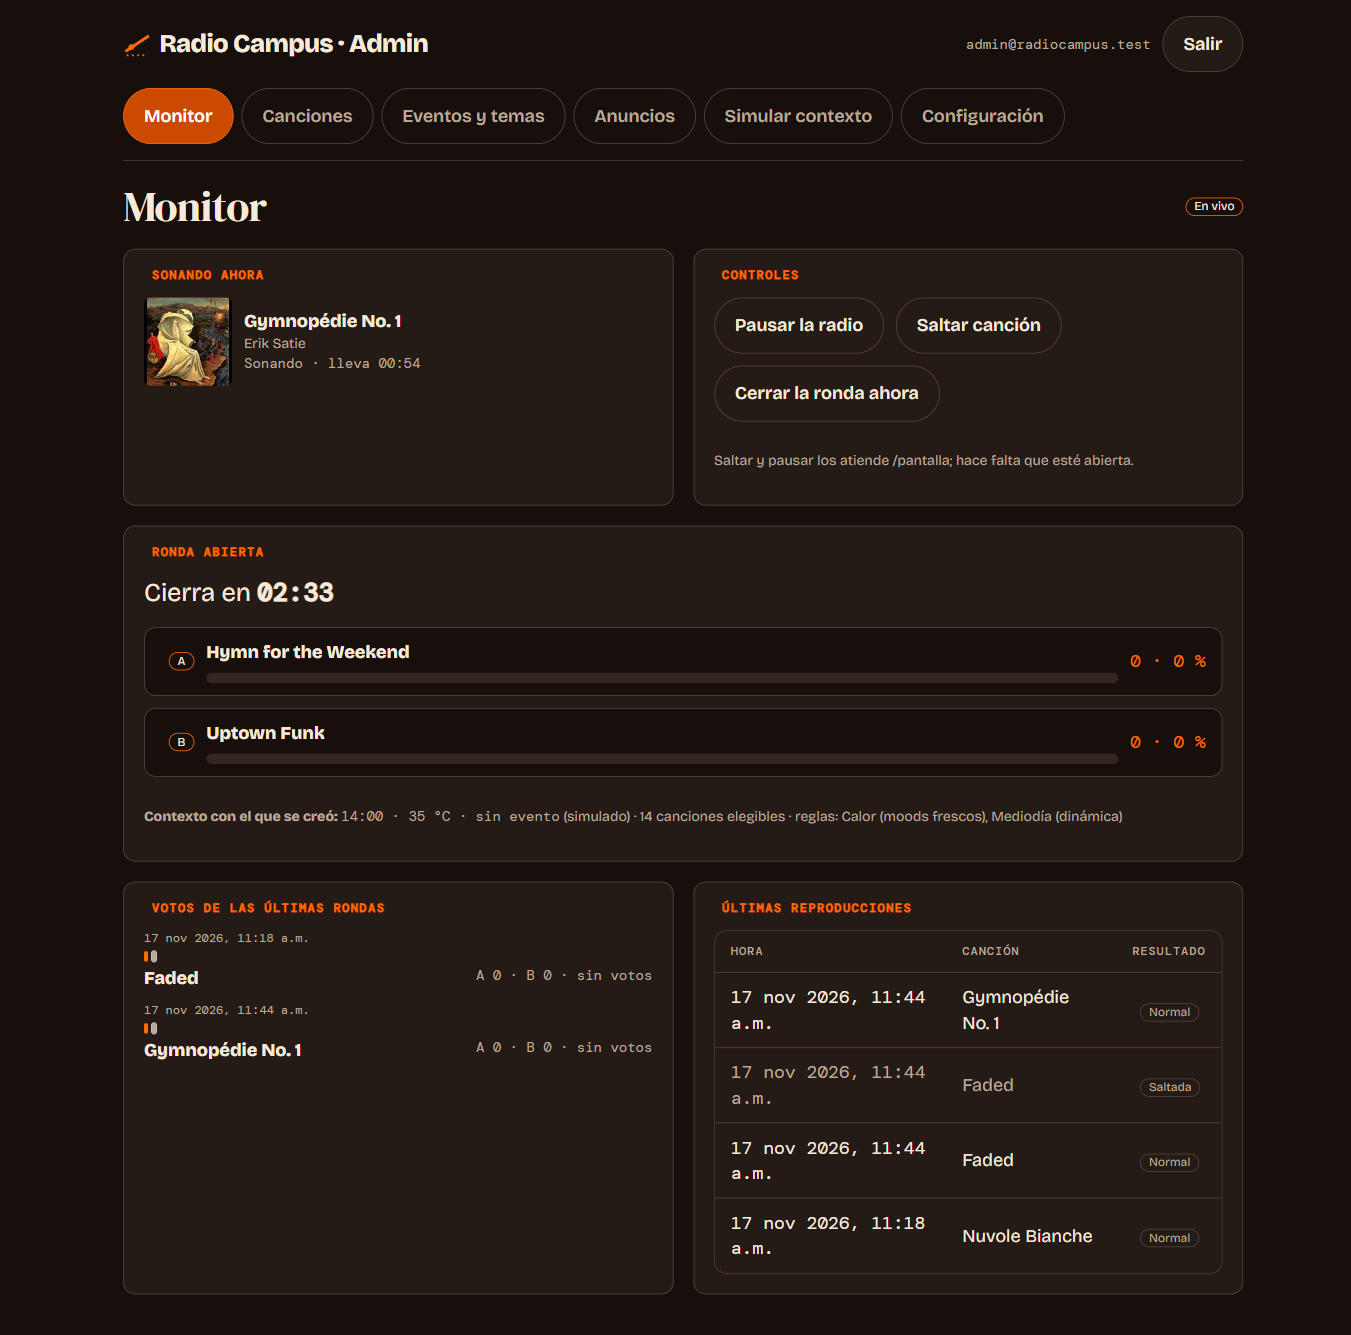 Radio Campus · Admin
admin@radiocampus.test
Salir
Monitor
Canciones
Eventos y temas
Anuncios
Simular contexto
Configuración
Monitor
En vivo
SONANDO AHORA
Gymnopédie No. 1
Erik Satie
Sonando · lleva 00:54
CONTROLES
Pausar la radio
Saltar canción
Cerrar la ronda ahora
Saltar y pausar los atiende /pantalla; hace falta que esté abierta.
RONDA ABIERTA
Cierra en 02:33
A
Hymn for the Weekend
0 · 0 %
B
Uptown Funk
0 · 0 %
Contexto con el que se creó: 14:00 · 35 °C · sin evento (simulado) · 14 canciones elegibles · reglas: Calor (moods frescos), Mediodía (dinámica)
VOTOS DE LAS ÚLTIMAS RONDAS
17 nov 2026, 11:18 a.m.
Faded
A 0 · B 0 · sin votos
17 nov 2026, 11:44 a.m.
Gymnopédie No. 1
A 0 · B 0 · sin votos
ÚLTIMAS REPRODUCCIONES
HORA CANCIÓN RESULTADO
17 nov 2026, 11:44
a.m.
Gymnopédie
No. 1
Normal
17 nov 2026, 11:44
a.m.
Faded
Saltada
17 nov 2026, 11:44
a.m.
Faded
Normal
17 nov 2026, 11:18
a.m.
Nuvole Bianche
Normal